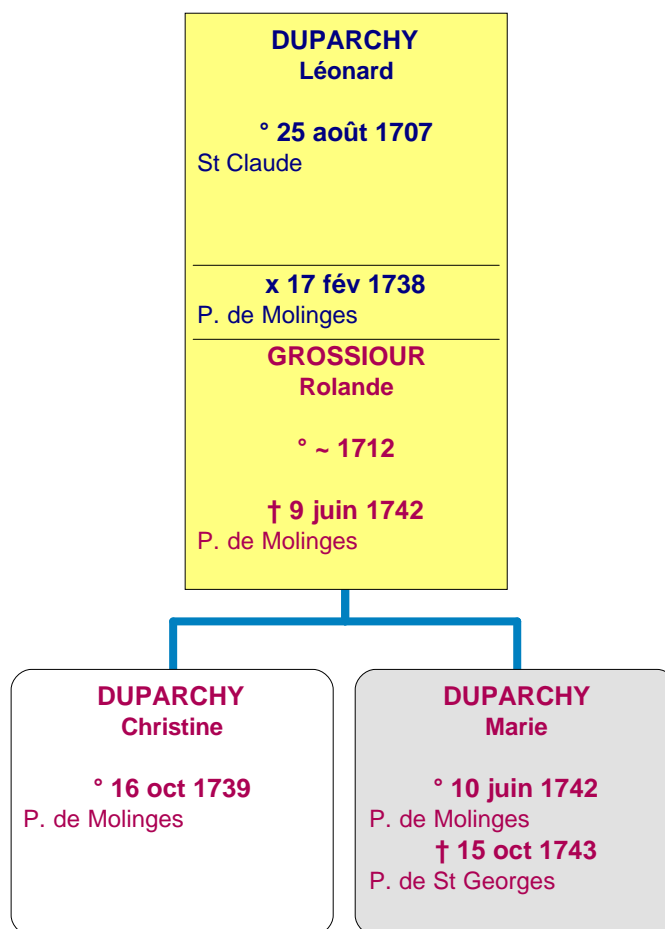 DUPARCHY
Léonard
° 25 août 1707
St Claude
x 17 fév 1738
P. de Molinges
GROSSIOUR
Rolande
° ~ 1712
† 9 juin 1742
P. de Molinges
DUPARCHY
Christine
° 16 oct 1739
P. de Molinges
DUPARCHY
Marie
° 10 juin 1742
P. de Molinges
† 15 oct 1743
P. de St Georges